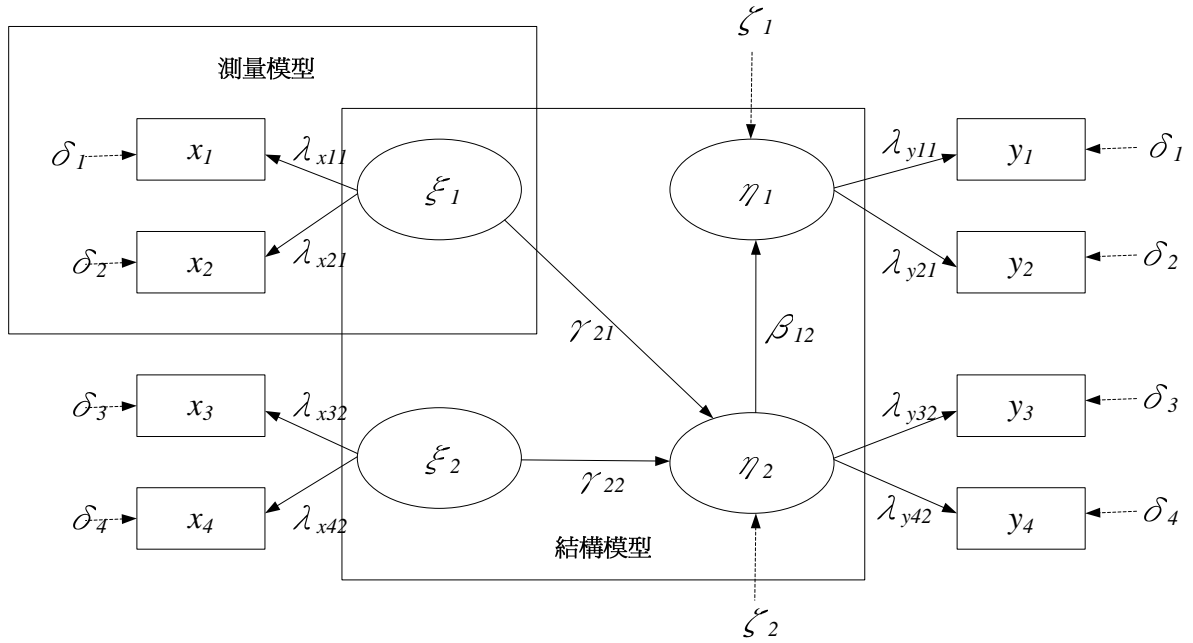 ζ1
測量模型
δ1
x1
λx11
ξ1
η1
λy11
y1
δ1
δ2
x2
λx21
λy21
y2
δ2
γ21
β12
δ3
x3
λx32
λy32
y3
δ3
ξ2
γ22
η2
δ4
x4
λx42
λy42
y4
δ4
結構模型
ζ2